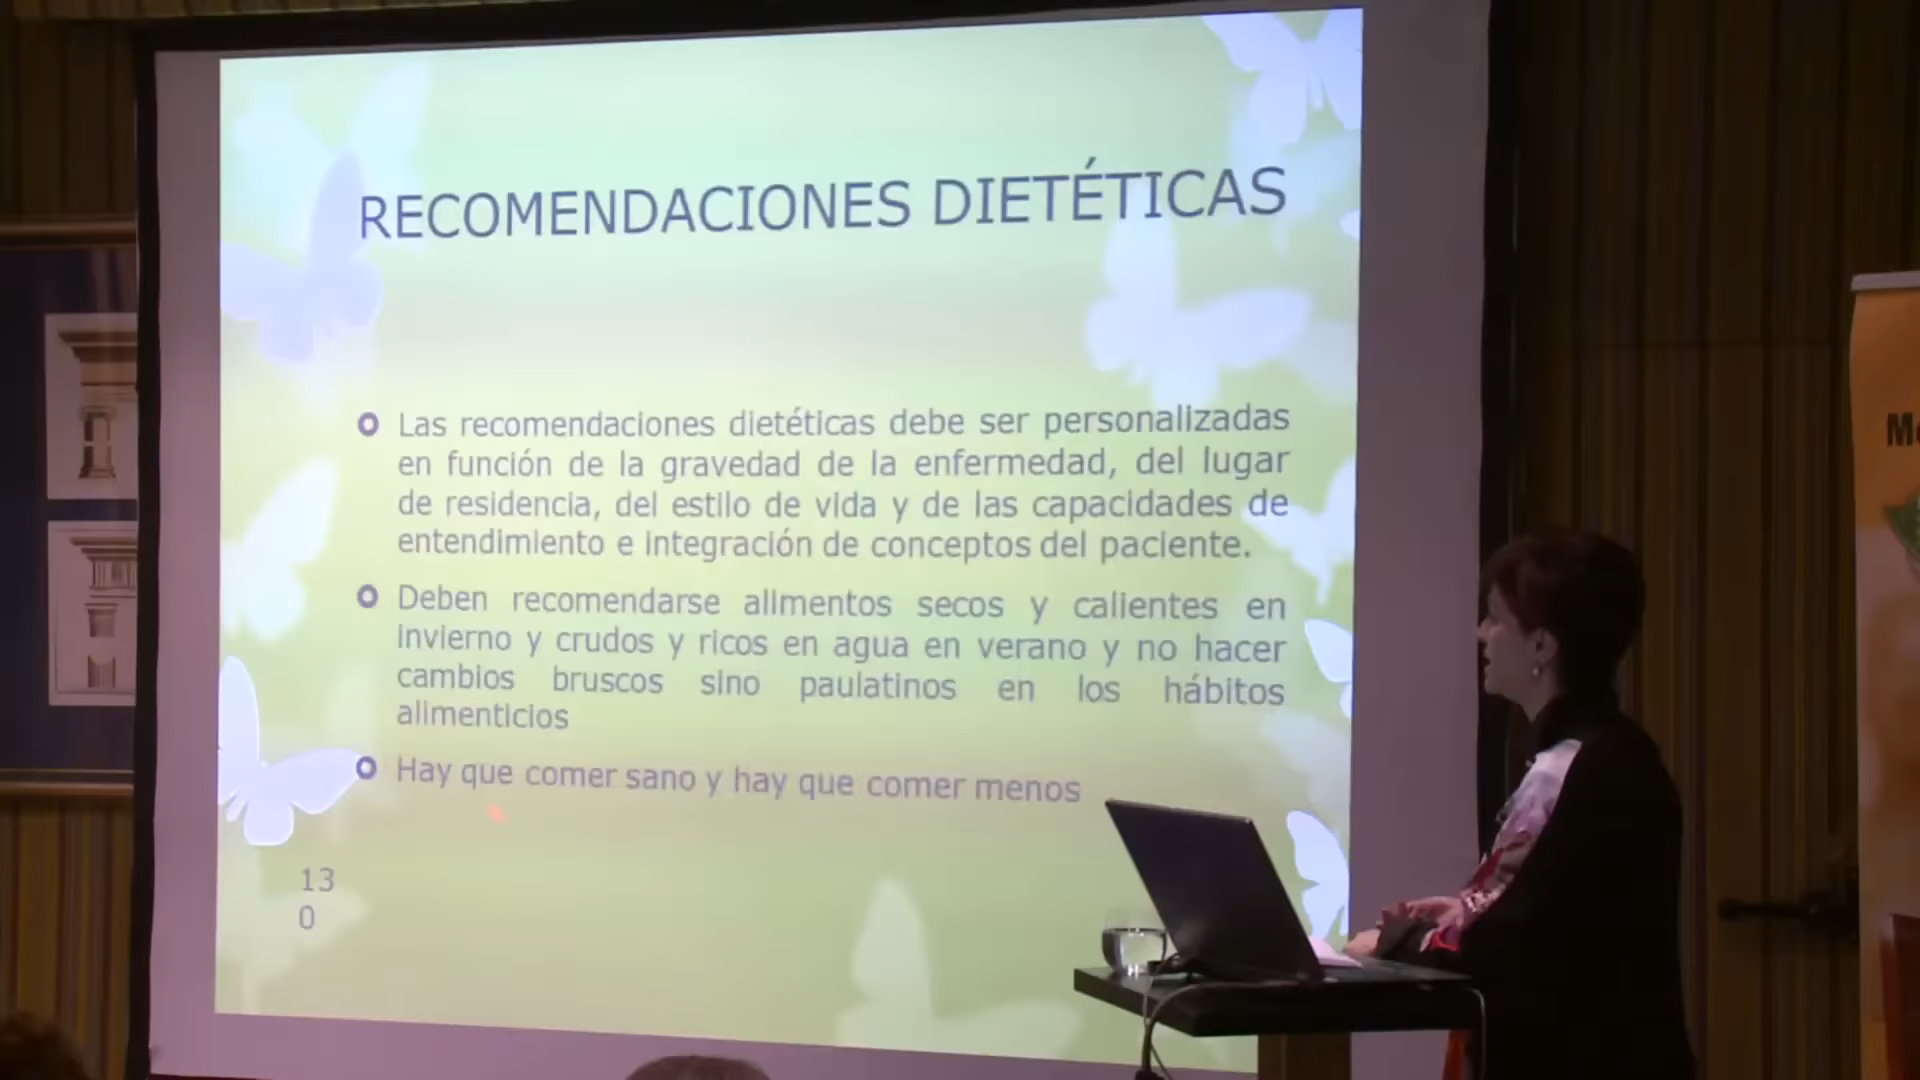 RECOMENDACIONES DIETÉTICAS
Las recomendaciones dietéticas debe ser personalizadas
en función de la gravedad de la enfermedad, del lugar
de residencia, del estilo de vida y de las capacidades de
entendimiento e integración de conceptos del paciente.
Deben recomendarse alimentos secos y calientes en
invierno y crudos y ricos en agua en verano y no hacer
cambios bruscos sino paulatinos en los hábitos
alimenticios
Hay que comer sano y hay que comer menos
13
0